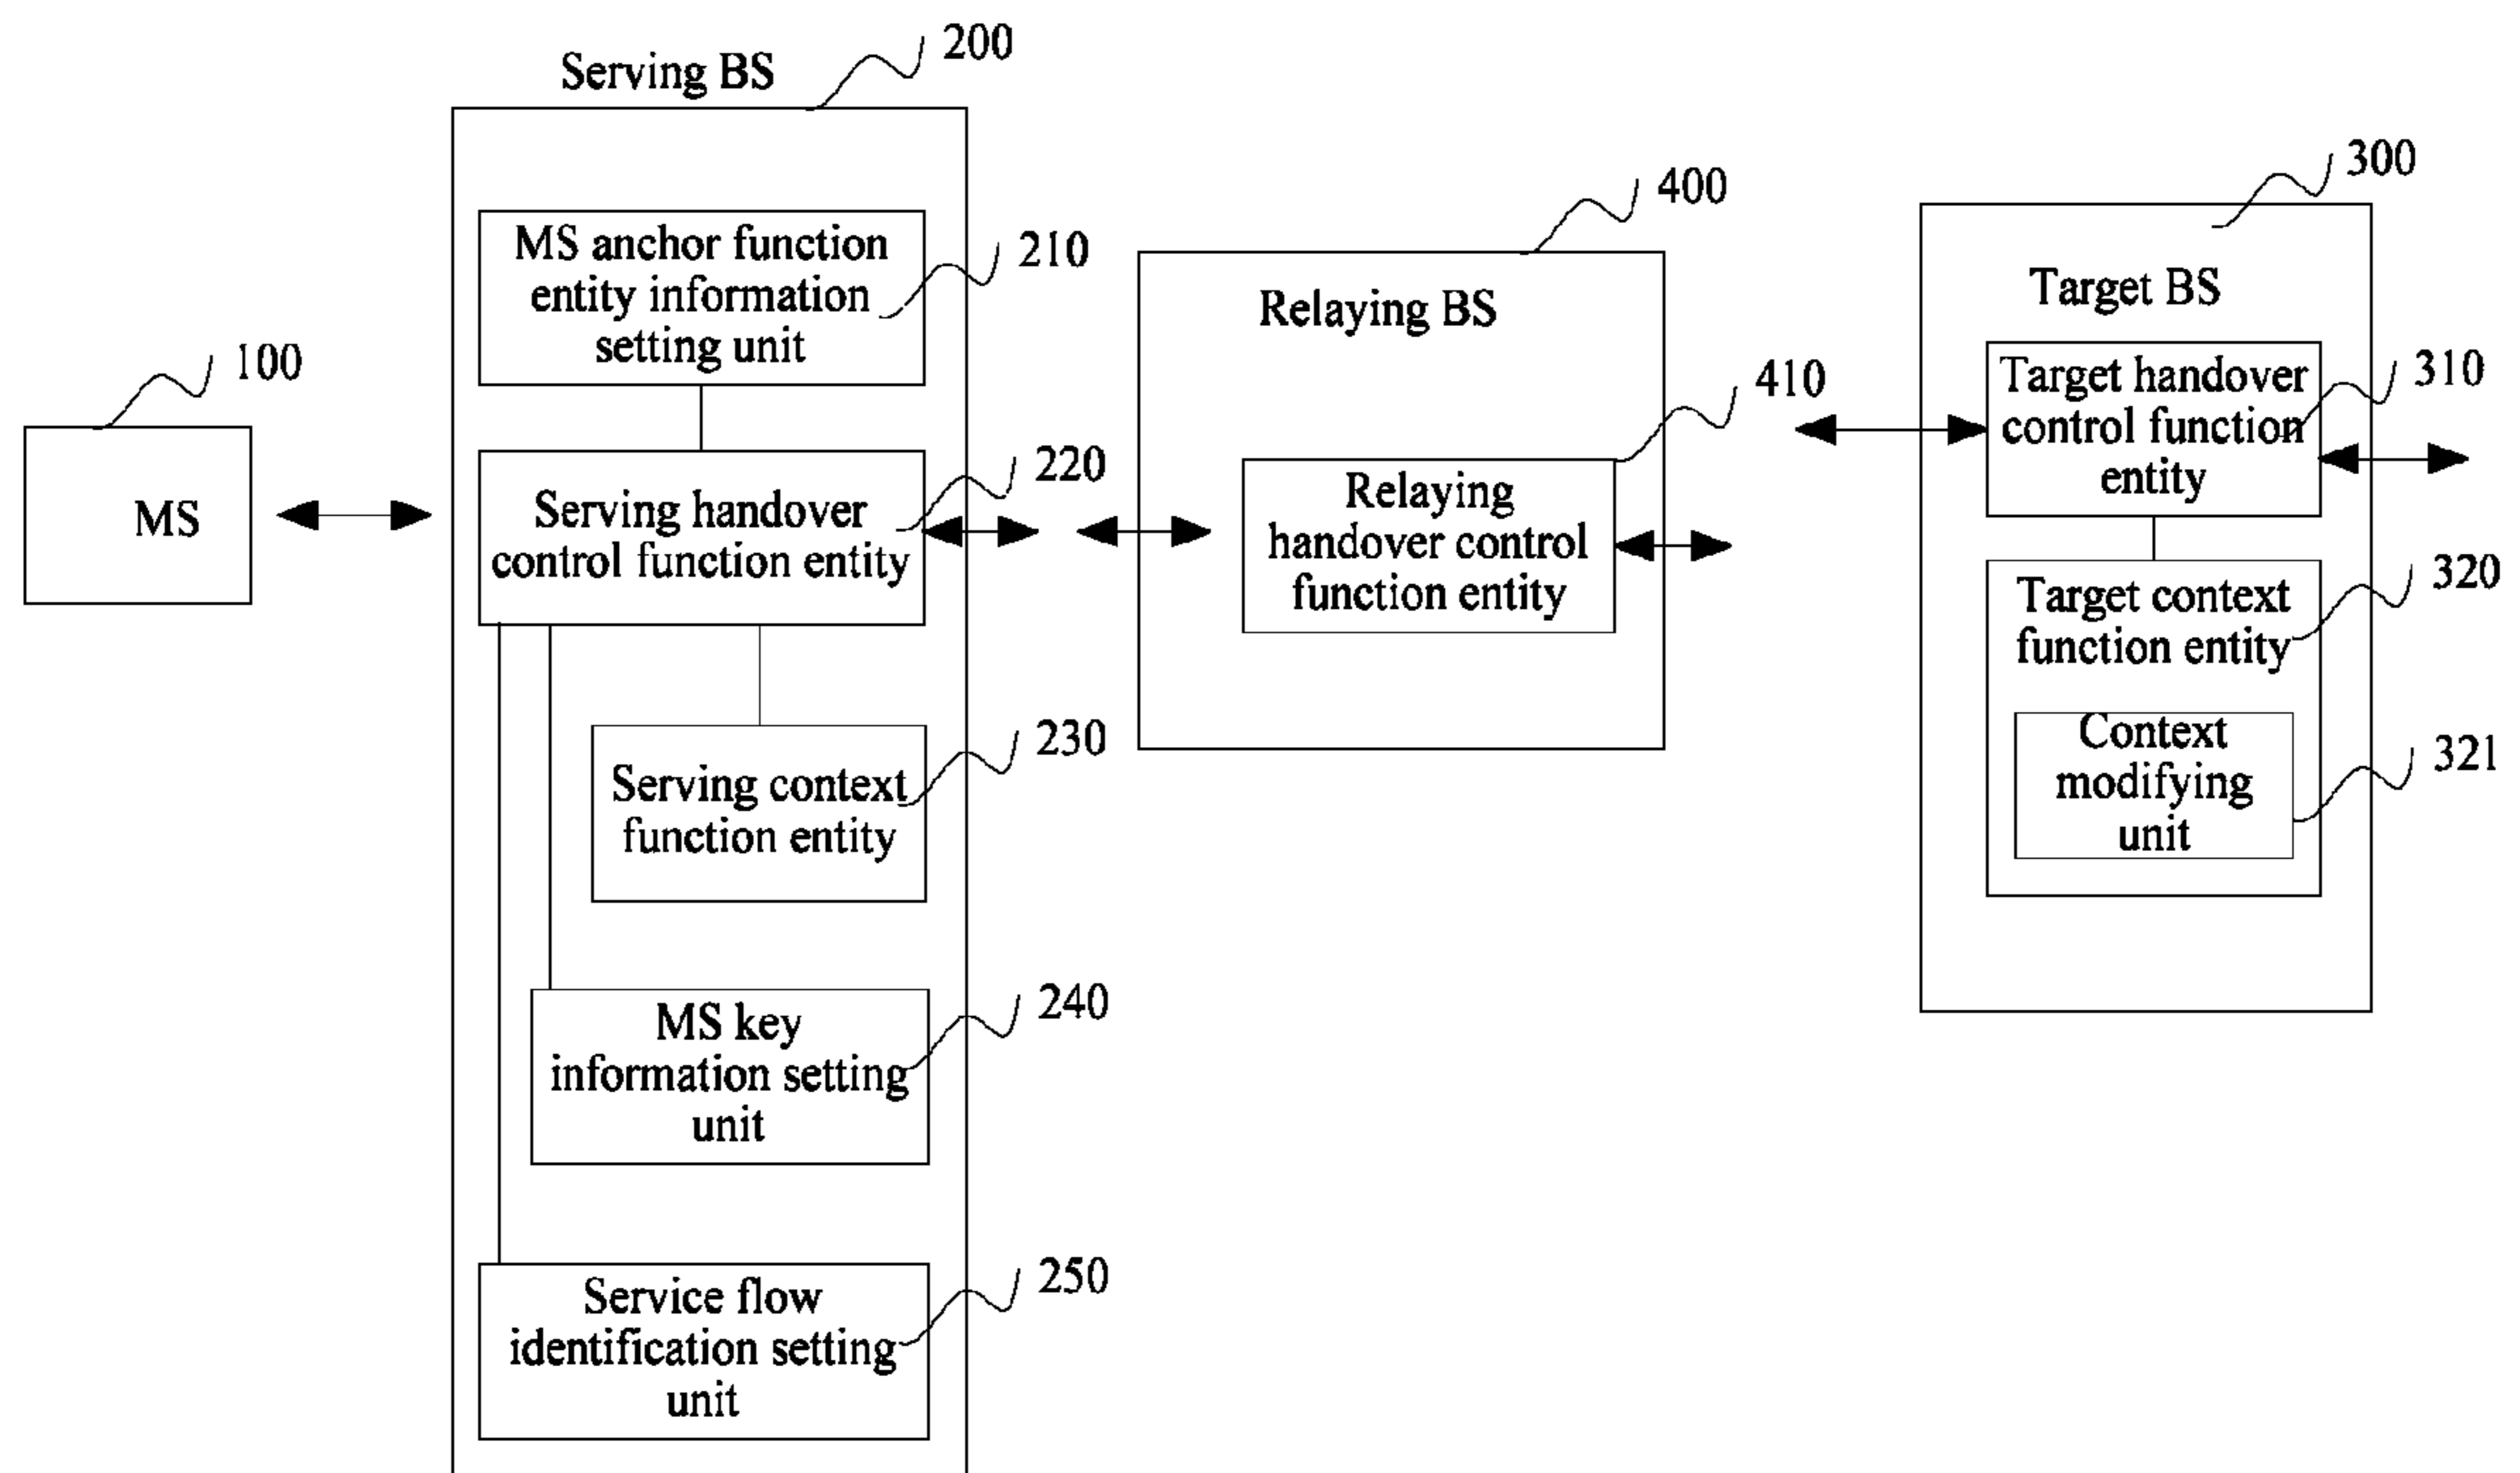 Serving BS
200
MS anchor function
entity information
setting unit
210
100
MS
Serving handover
control function entity
220
Serving context
function entity
230
MS key
information setting
unit
240
Service flow
identification setting
unit
250
400
Relaying BS
410
Relaying
handover control
function entity
300
Target BS
Target handover
control function
entity
310
Target context
function entity
320
Context
modifying
unit
321